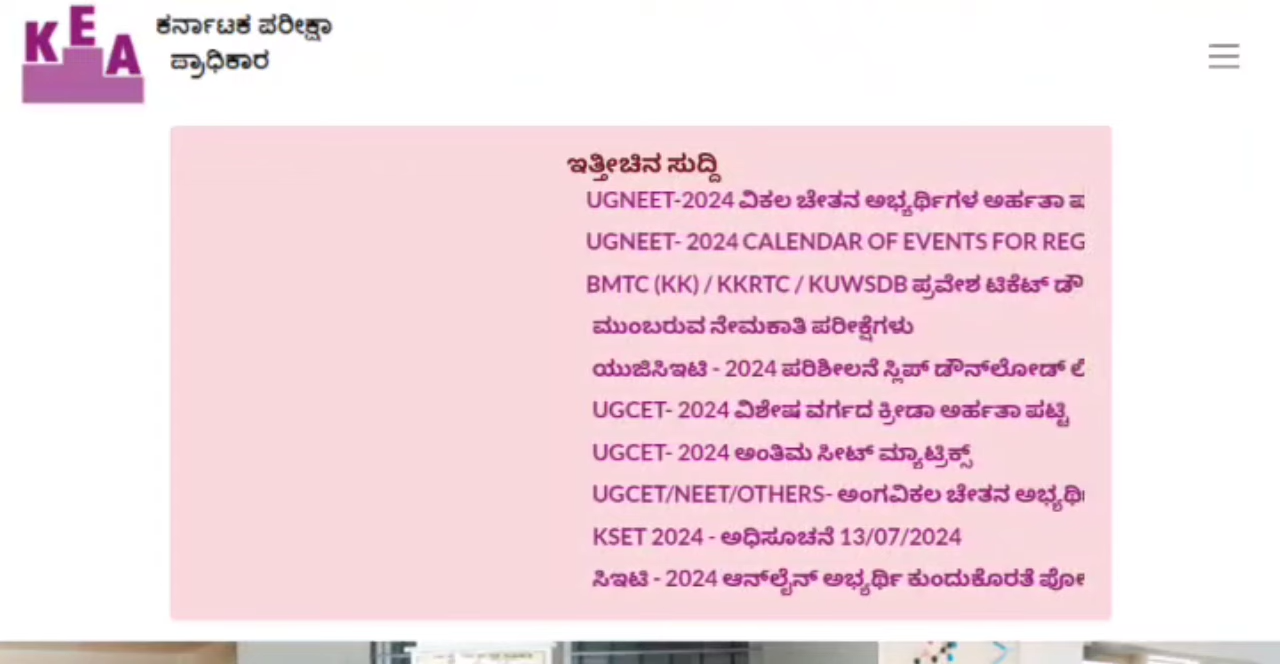 KEA
ಕರ್ನಾಟಕ ಪರೀಕ್ಷಾ
ಪ್ರಾಧಿಕಾರ
ಇತ್ತೀಚಿನ ಸುದ್ದಿ
UGNEET-2024 ವಿಕಲ ಚೇತನ ಅಭ್ಯರ್ಥಿಗಳ ಅರ್ಹತಾ ಪ
UGNEET- 2024 CALENDAR OF EVENTS FOR REG
BMTC (KK) / KKRTC / KUWSDB ಪ್ರವೇಶ ಟಿಕೆಟ್ ಡೌ
ಮುಂಬರುವ ನೇಮಕಾತಿ ಪರೀಕ್ಷೆಗಳು
ಯುಜಿಸಿಇಟಿ - 2024 ಪರಿಶೀಲನೆ ಸ್ಲಿಪ್ ಡೌನ್‌ಲೋಡ್
UGCET- 2024 ವಿಶೇಷ ವರ್ಗದ ಕ್ರೀಡಾ ಅರ್ಹತಾ ಪಟ್ಟಿ
UGCET- 2024 ಅಂತಿಮ ಸೀಟ್ ಮ್ಯಾಟ್ರಿಕ್ಸ್
UGCET/NEET/OTHERS- ಅಂಗವಿಕಲ ಚೇತನ ಅಭ್ಯರ್ಥಿ
KSET 2024 - ಅಧಿಸೂಚನೆ 13/07/2024
ಸಿಇಟಿ - 2024 ಆನ್‌ಲೈನ್ ಅಭ್ಯರ್ಥಿ ಕುಂದುಕೊರತೆ ಪೋ